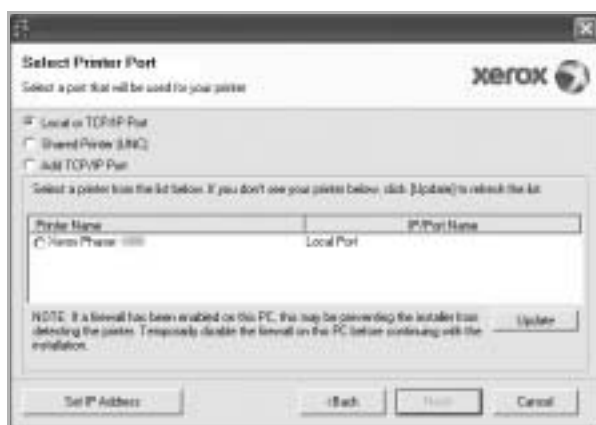 Select Printer Port
Select a port that will be used for your printer
xerox
Local or TCP/IP Port
Shared Printer (UNC)
Add TCP/IP Port
Select a printer from the list below. If you don't see your printer below, click [Update] to refresh the list.
Printer Name IP/Port Name
Xerox Phaser Local Port
NOTE: If a firewall has been enabled on this PC, this may be preventing the installer from
detecting the printer. Temporarily disable the firewall on this PC before continuing with the
installation.
Update
Set IP Address <Back Next> Cancel